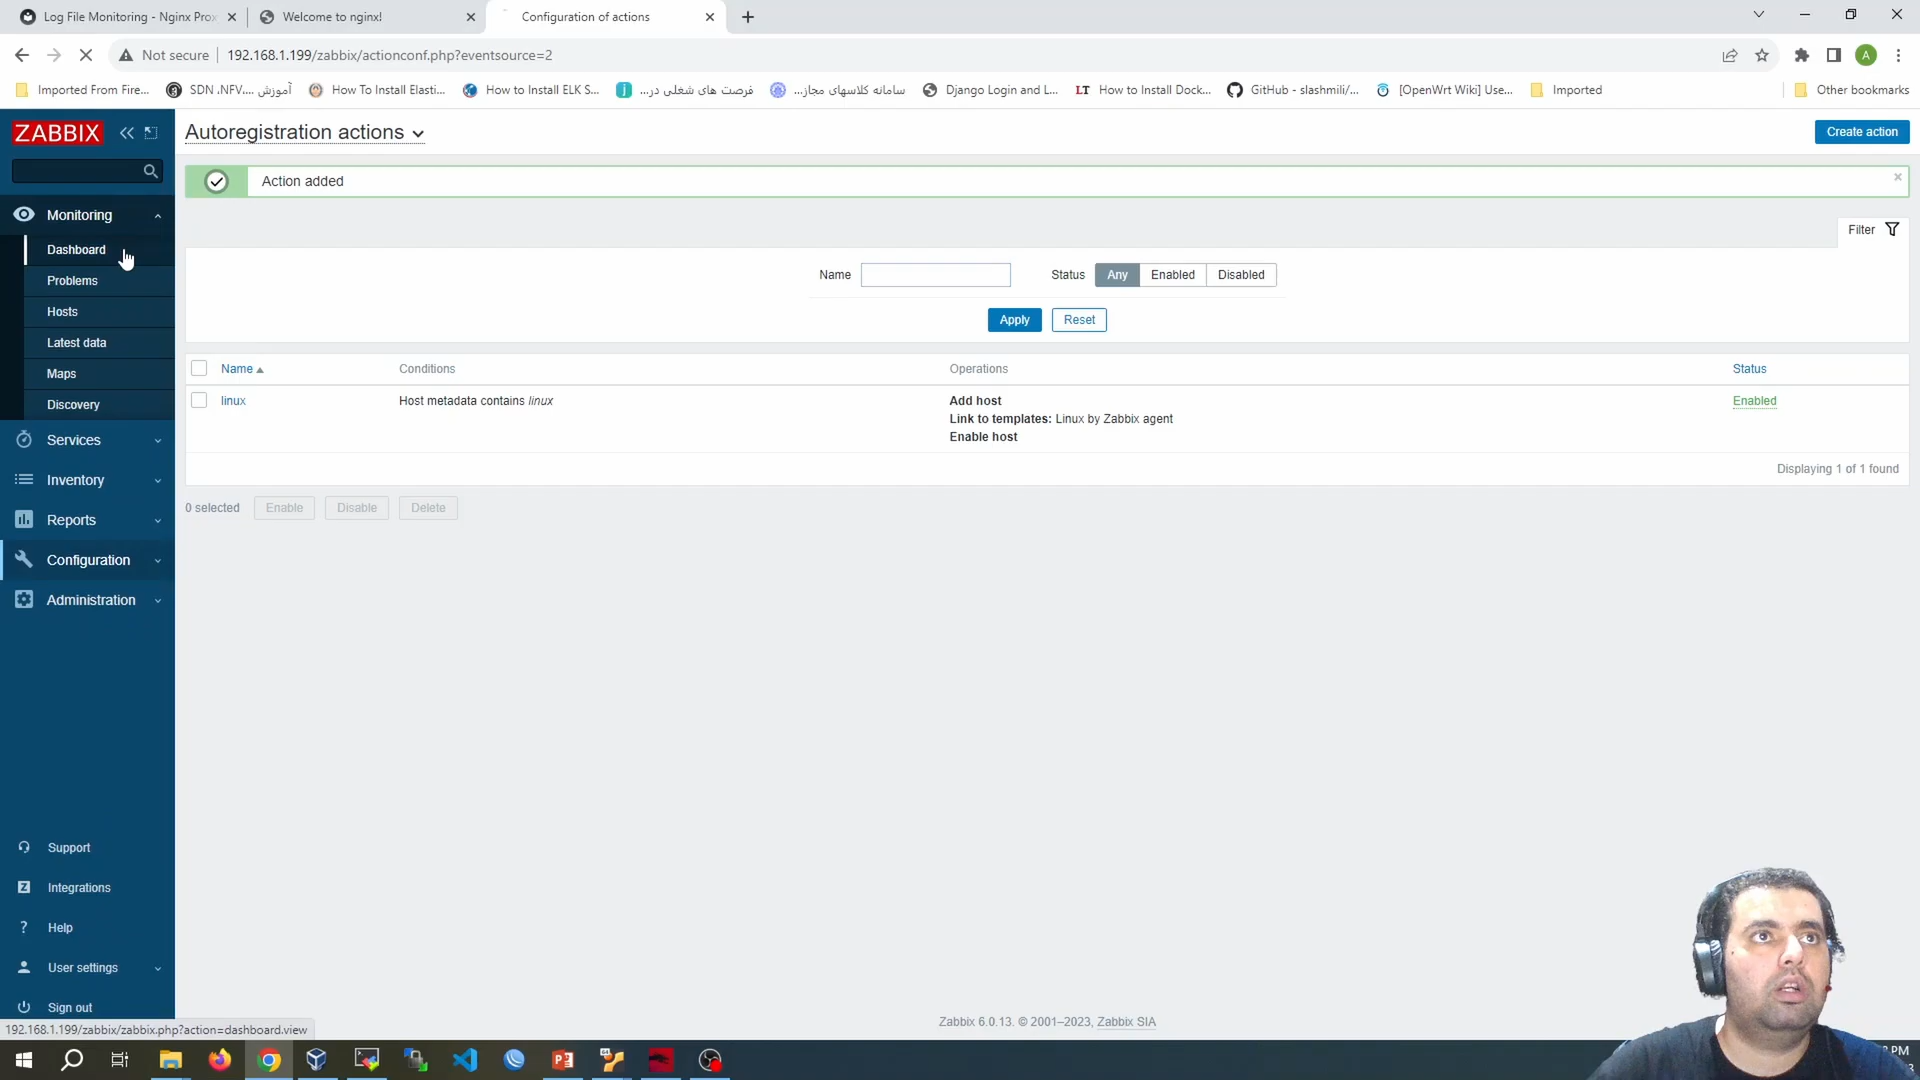 Log File Monitoring - Nginx Prox
Welcome to nginx!
Configuration of actions
Not secure
192.168.1.199/zabbix/actionconf.php?eventsource=2
A
Imported From Fire...
آموزش SDN ،NFV،...
How To Install Elasti...
How to Install ELK S...
فرصت های شغلی در...
سامانه کلاسهای مجاز...
Django Login and L...
LT How to Install Dock...
GitHub - slashmili/...
[OpenWrt Wiki] Use...
Imported
Other bookmarks
ZABBIX
Autoregistration actions
Create action
Action added
Monitoring
Filter
Dashboard
Name
Status
Any
Enabled
Disabled
Problems
Hosts
Apply
Reset
Latest data
Name
Conditions
Operations
Status
Maps
Discovery
linux
Host metadata contains linux
Add host
Enabled
Link to templates: Linux by Zabbix agent
Enable host
Services
Displaying 1 of 1 found
Inventory
0 selected
Enable
Disable
Delete
Reports
Configuration
Administration
Support
Z Integrations
? Help
User settings
Sign out
Zabbix 6.0.13. © 2001–2023, Zabbix SIA
192.168.1.199/zabbix/zabbix.php?action=dashboard.view
PM